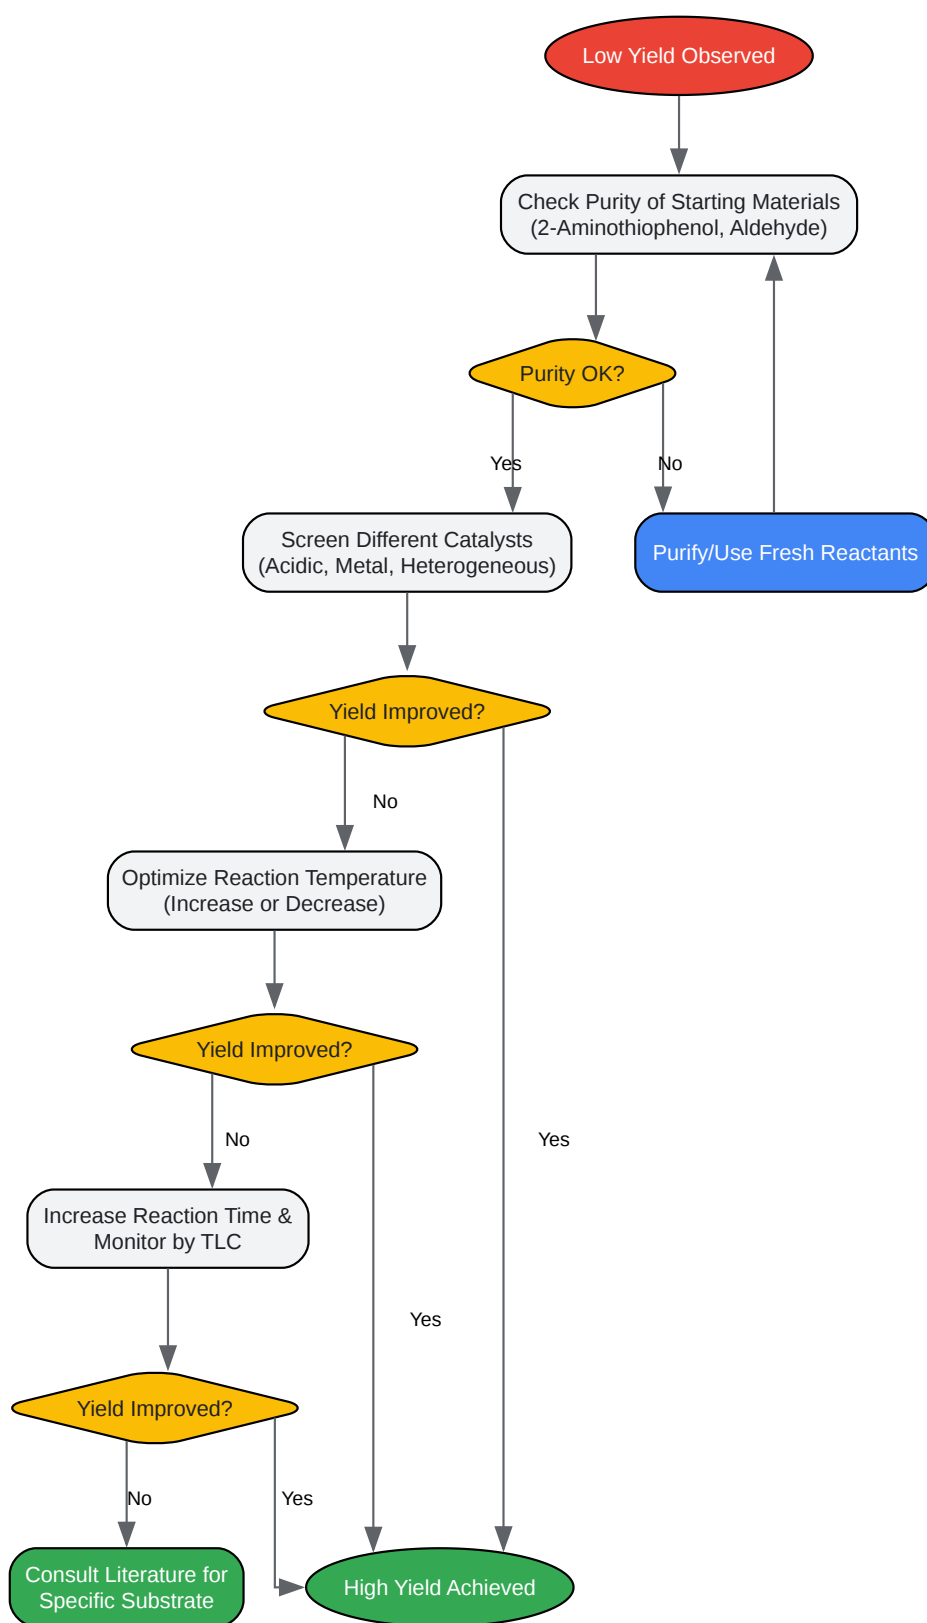 Low Yield Observed
Check Purity of Starting Materials
(2-Aminothiophenol, Aldehyde)
Purity OK?
Yes
No
Screen Different Catalysts
(Acidic, Metal, Heterogeneous)
Purify/Use Fresh Reactants
Yield Improved?
No
Optimize Reaction Temperature
(Increase or Decrease)
Yield Improved?
No
Yes
Increase Reaction Time &
Monitor by TLC
Yes
Yield Improved?
No
Yes
Consult Literature for
Specific Substrate
High Yield Achieved